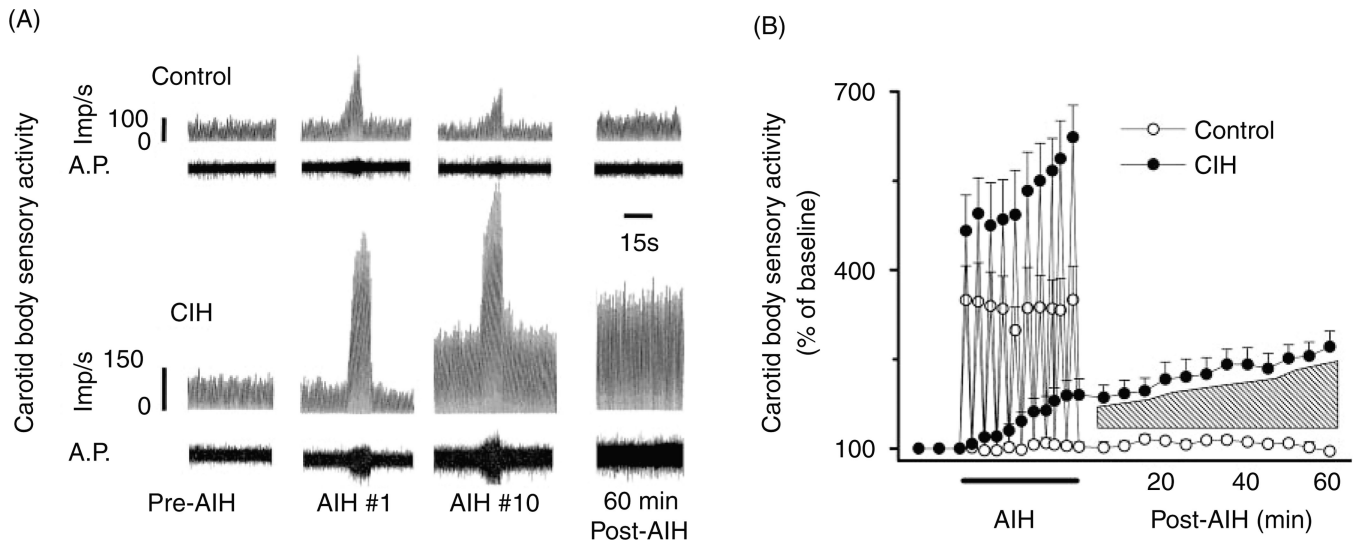 (A)
Carotid body sensory activity
Control
Imp/s
100
0
A.P.
15s
CIH
Imp/s
150
0
A.P.
Pre-AIH
AIH #1
AIH #10
60 min
Post-AIH
(B)
Carotid body sensory activity
(% of baseline)
700
400
100
Control
CIH
20
40
60
AIH
Post-AIH (min)